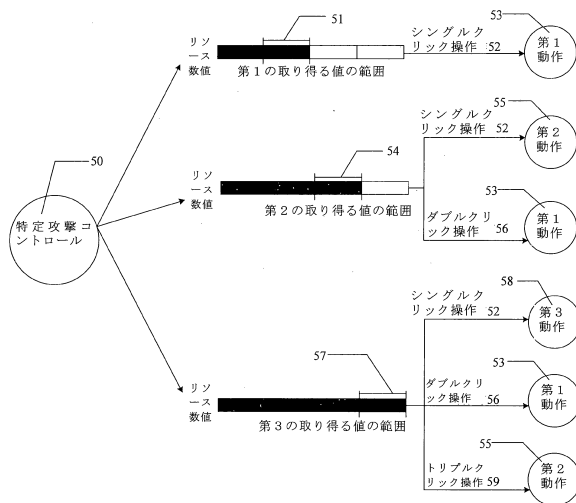 51
53
リソ
ース
数値
シングルク
リック操作 52
第1
動作
第1の取り得る値の範囲
55
シングルク
リック操作 52
第2
動作
50
54
リソ
ース
数値
53
第2の取り得る値の範囲
ダブルクリ
ック操作 56
第1
動作
特定攻撃コ
ントロール
58
シングルク
リック操作 52
第3
動作
57
53
リソ
ース
数値
ダブルクリ
ック操作 56
第1
動作
第3の取り得る値の範囲
55
トリプルク
リック操作 59
第2
動作